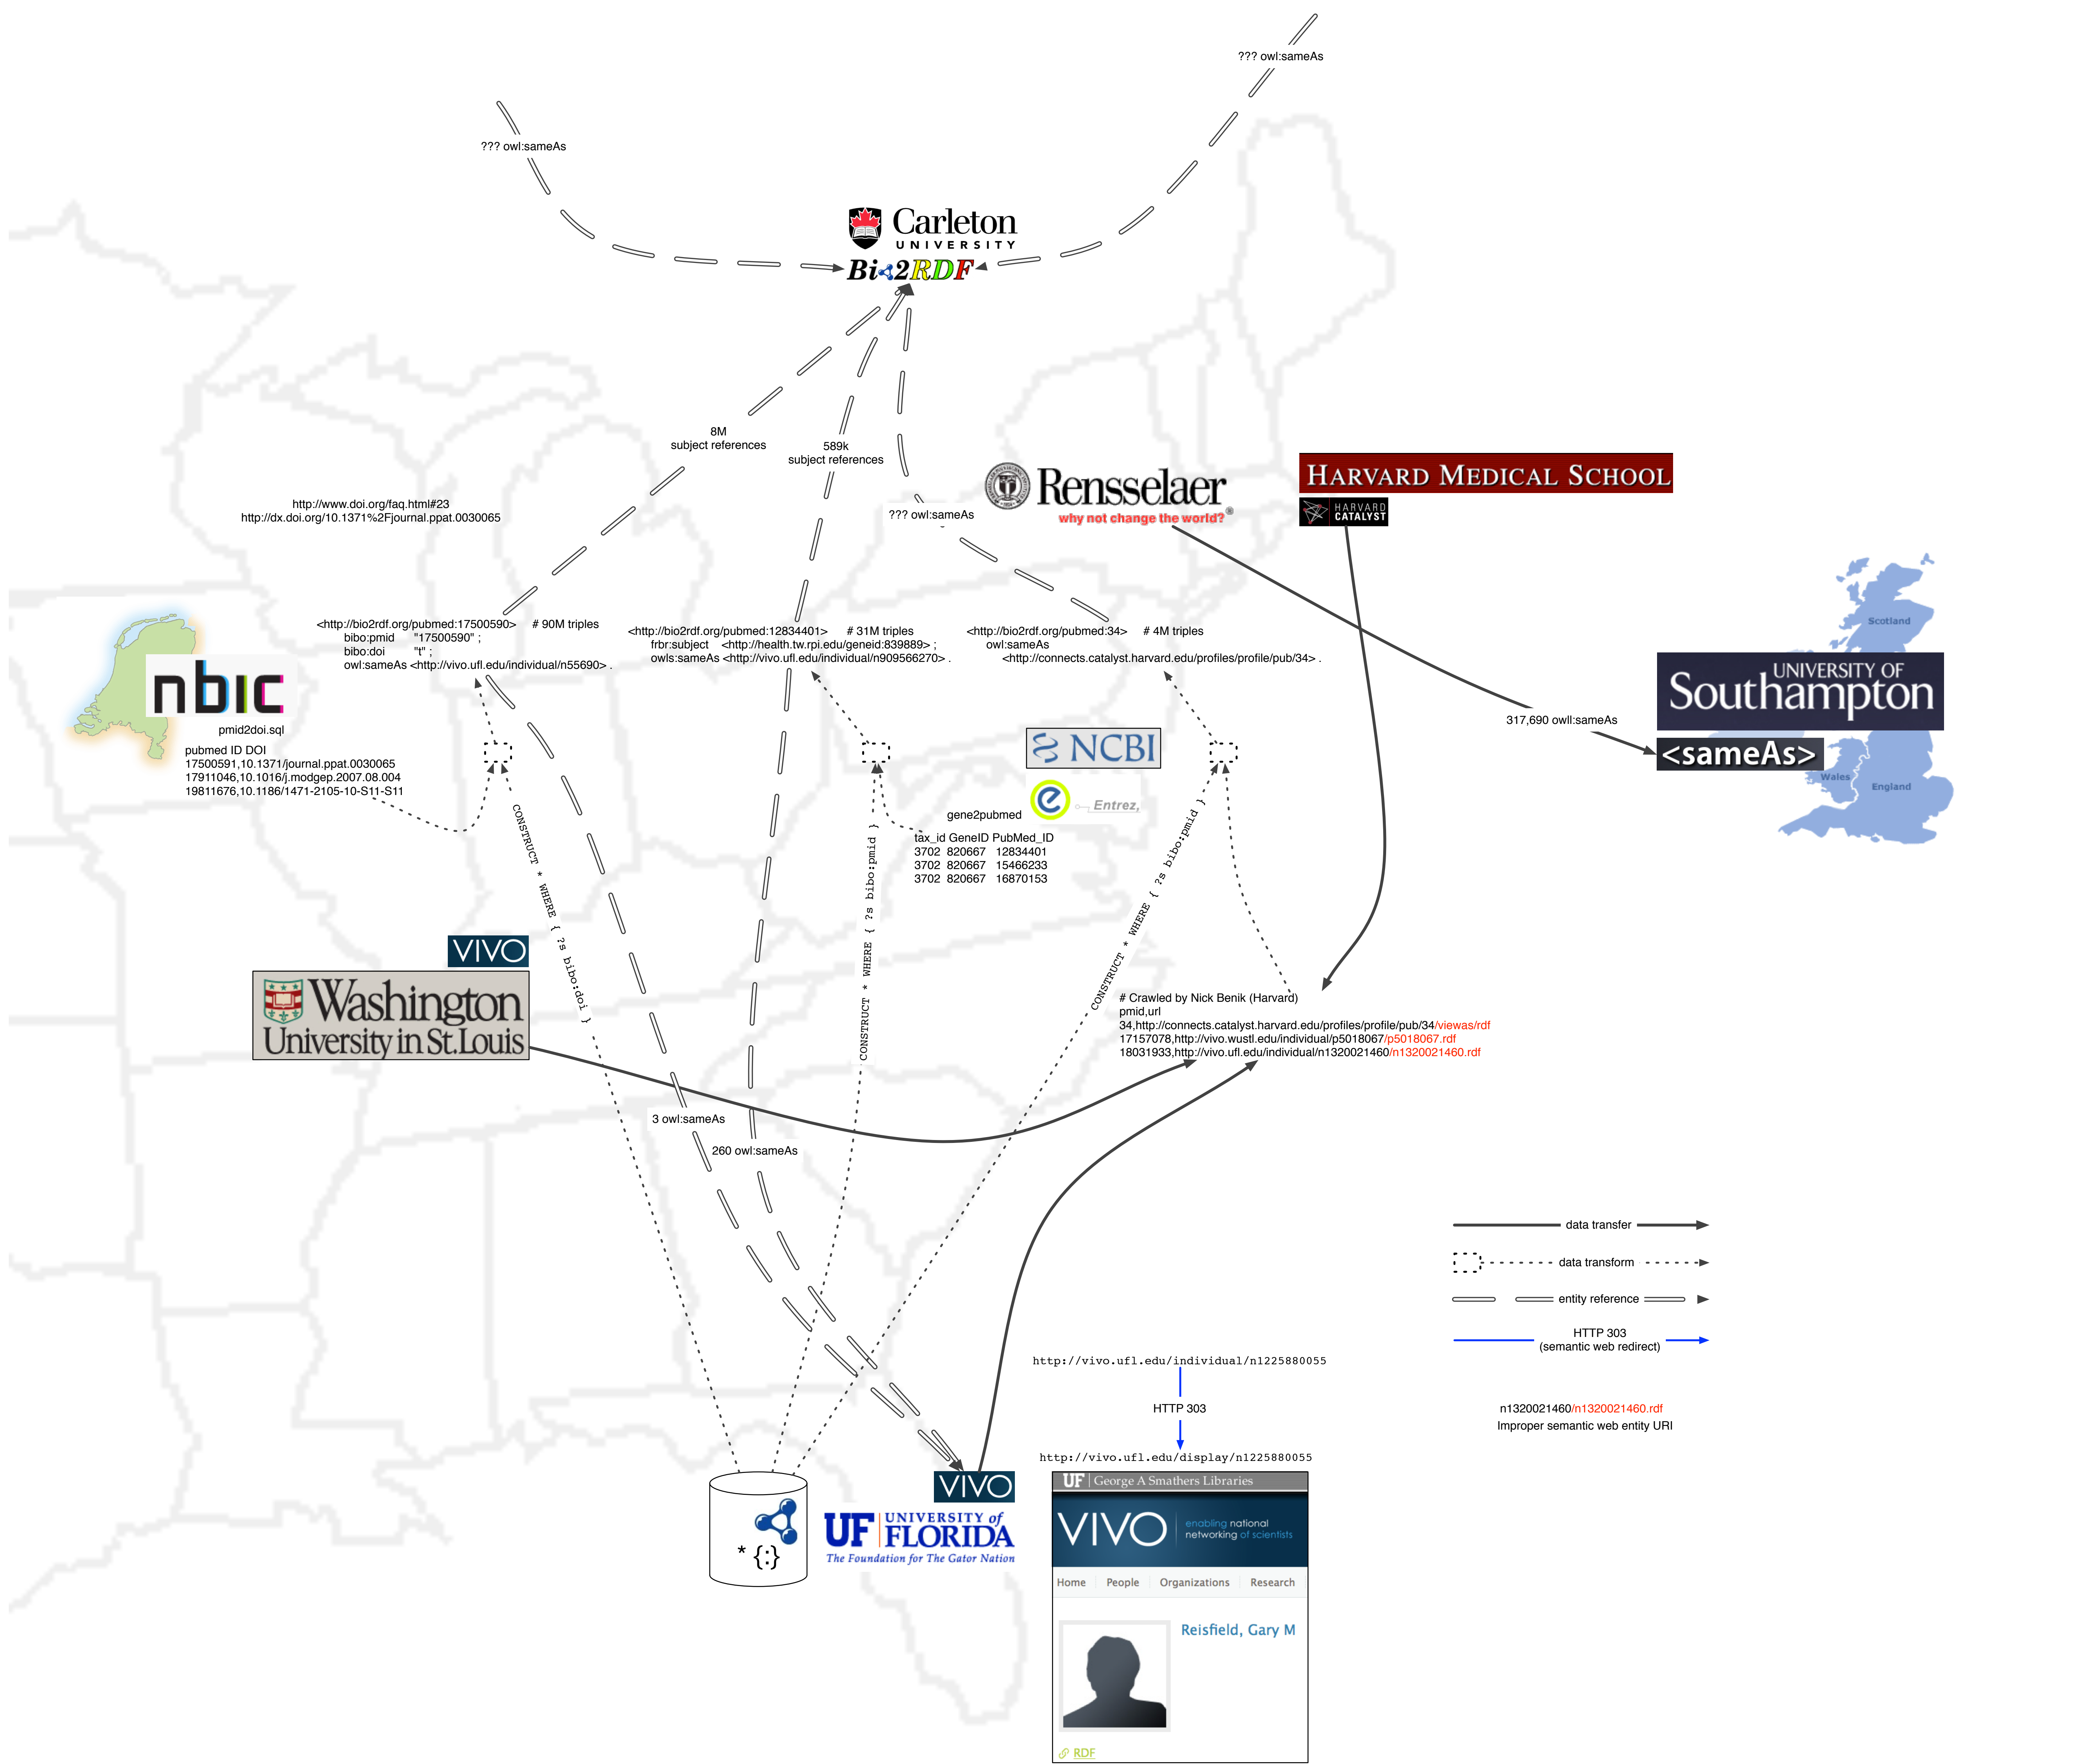 ??? owl:sameAs
??? owl:sameAs
Carleton
UNIVERSITY
Bio2RDF
8M
subject references
589k
subject references
Rensselaer®
why not change the world?
HARVARD MEDICAL SCHOOL
HARVARD
CATALYST
http://www.doi.org/faq.html#23
http://dx.doi.org/10.1371%2Fjournal.ppat.0030065
??? owl:sameAs
<http://bio2rdf.org/pubmed:17500590> # 90M triples
bibo:pmid "17500590" ;
bibo:doi "t" ;
owl:sameAs <http://vivo.ufl.edu/individual/n55690> .
<http://bio2rdf.org/pubmed:12834401> # 31M triples
frbr:subject <http://health.tw.rpi.edu/geneid:839889> ;
owls:sameAs <http://vivo.ufl.edu/individual/n909566270> .
<http://bio2rdf.org/pubmed:34> # 4M triples
owl:sameAs
<http://connects.catalyst.harvard.edu/profiles/profile/pub/34> .
Scotland
UNIVERSITY OF
Southampton
317,690 owll:sameAs
<sameAs>
Wales
England
nbic
pmid2doi.sql
pubmed ID DOI
17500591,10.1371/journal.ppat.0030065
17911046,10.1016/j.modgep.2007.08.004
19811676,10.1186/1471-2105-10-S11-S11
NCBI
Entrez,
gene2pubmed
tax_id GeneID PubMed_ID
3702 820667 12834401
3702 820667 15466233
3702 820667 16870153
CONSTRUCT * WHERE { ?s bibo:doi }
CONSTRUCT * WHERE { ?s bibo:pmid }
CONSTRUCT * WHERE { ?s bibo:pmid }
VIVO
Washington
University in St.Louis
# Crawled by Nick Benik (Harvard)
pmid,url
34,http://connects.catalyst.harvard.edu/profiles/profile/pub/34/viewas/rdf
17157078,http://vivo.wustl.edu/individual/p5018067/p5018067.rdf
18031933,http://vivo.ufl.edu/individual/n1320021460/n1320021460.rdf
3 owl:sameAs
260 owl:sameAs
data transfer
data transform
entity reference
HTTP 303
(semantic web redirect)
n1320021460/n1320021460.rdf
Improper semantic web entity URI
http://vivo.ufl.edu/individual/n1225880055
HTTP 303
http://vivo.ufl.edu/display/n1225880055
* {:}
VIVO
UF UNIVERSITY of
FLORIDA
The Foundation for The Gator Nation
UF George A Smathers Libraries
VIVO enabling national
networking of scientists
Home People Organizations Research
Reisfield, Gary M
RDF